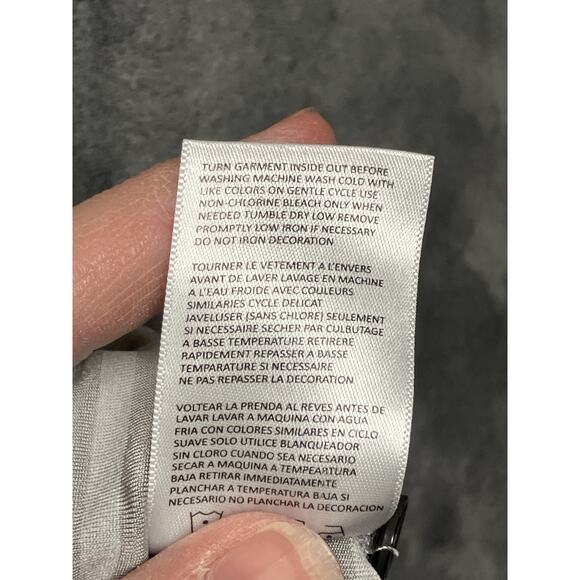 TURN GARMENT INSIDE OUT BEFORE
WASHING MACHINE WASH COLD WITH
LIKE COLORS ON GENTLE CYCLE USE
NON-CHLORINE BLEACH ONLY WHEN
NEEDED TUMBLE DRY LOW REMOVE
PROMPTLY LOW IRON IF NECESSARY
DO NOT IRON DECORATION
TOURNER LE VETEMENT A L'ENVERS
AVANT DE LAVER LAVAGE EN MACHINE
A L'EAU FROIDE AVEC COULEURS
SIMILARIES CYCLE DELICAT
JAVELLISER (SANS CHLORE) SEULEMENT
SI NECESSAIRE SECHER PAR CULBUTAGE
A BASSE TEMPERATURE RETIRERE
RAPIDEMENT REPASSER A BASSE
TEMPARATURE SI NECESSAIRE
NE PAS REPASSER LA DECORATION
VOLTEAR LA PRENDA AL REVES ANTES DE
LAVAR LAVAR A MAQUINA CON AGUA
FRIA CON COLORES SIMILARES EN CICLO
SUAVE SOLO UTILICE BLANQUEADOR
SIN CLORO CUANDO SEA NECESARIO
SECAR A MAQUINA A TEMPEARTURA
BAJA RETIRAR IMMEDIATAMENTE
PLANCHAR A TEMPERATURA BAJA SI
NECESARIO NO PLANCHAR LA DECORACION